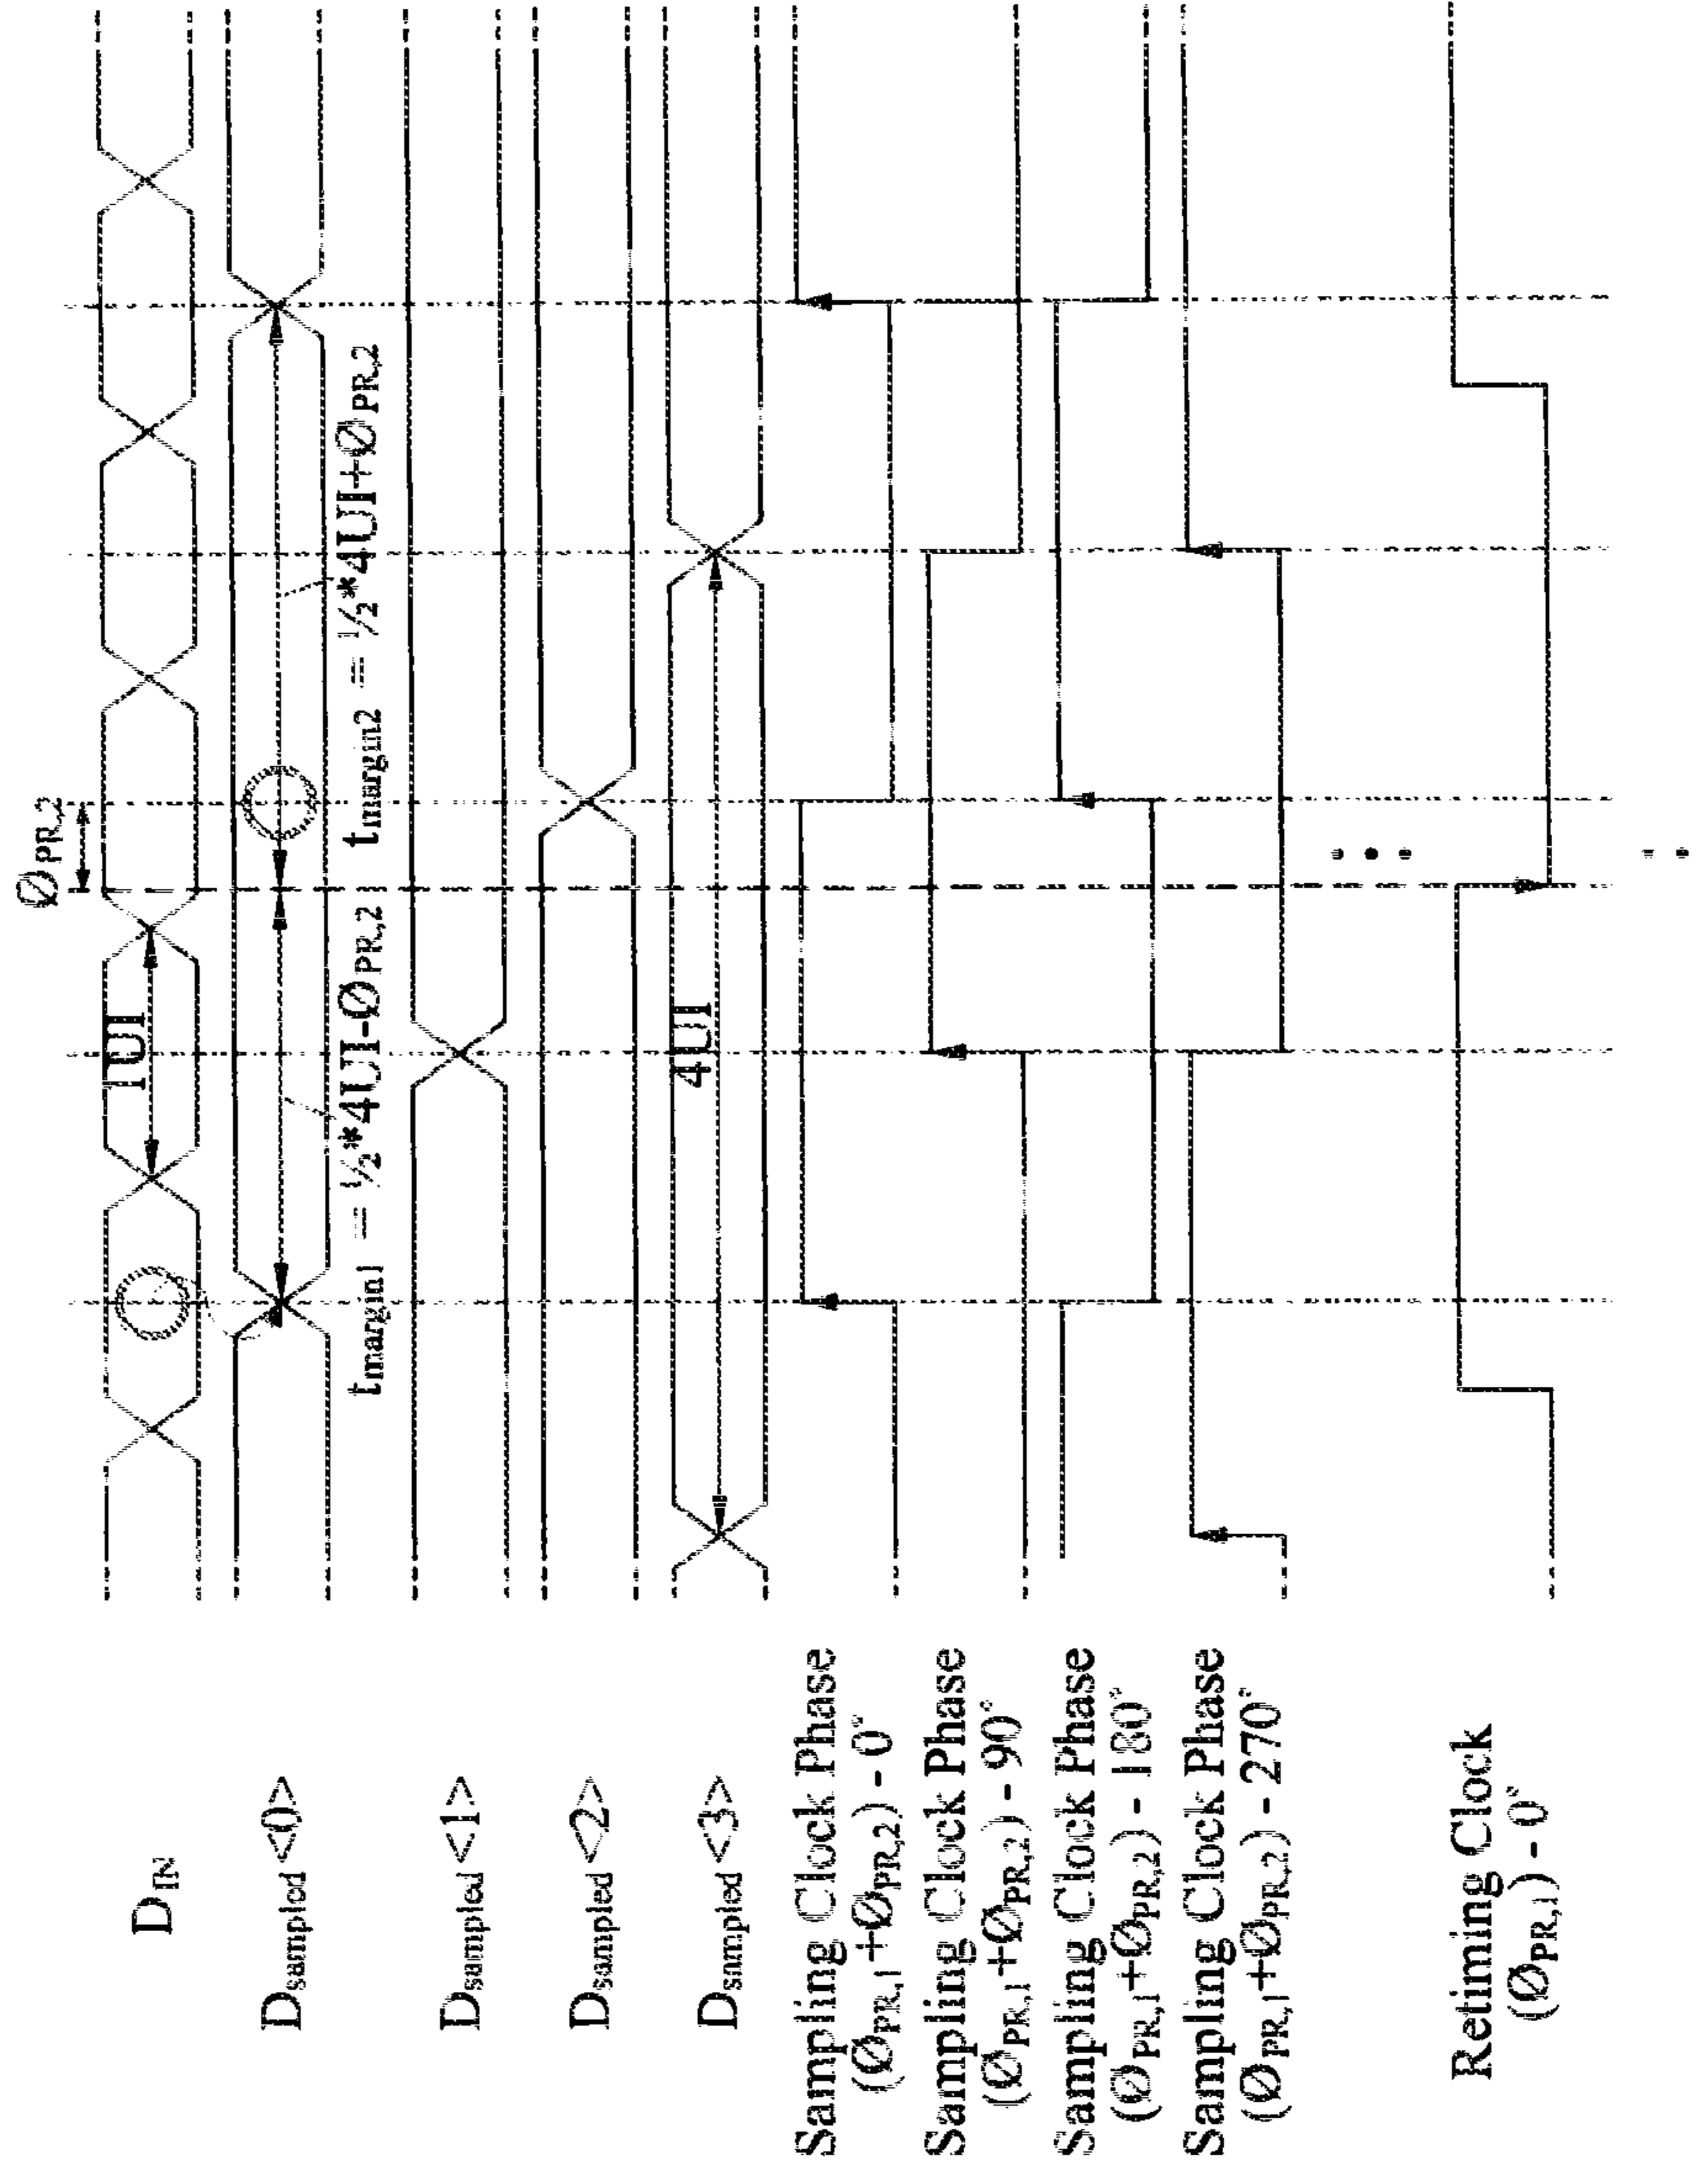 Ø_PR,2
D_IN
1UI
D_sampled <0>
t_margin1 = ½*4UI-Ø_PR,2
t_margin2 = ½*4UI+Ø_PR,2
D_sampled <1>
D_sampled <2>
D_sampled <3>
4UI
Sampling Clock Phase
(Ø_PR,1+Ø_PR,2) - 0°
Sampling Clock Phase
(Ø_PR,1+Ø_PR,2) - 90°
Sampling Clock Phase
(Ø_PR,1+Ø_PR,2) - 180°
Sampling Clock Phase
(Ø_PR,1+Ø_PR,2) - 270°
Retiming Clock
(Ø_PR,1) - 0°